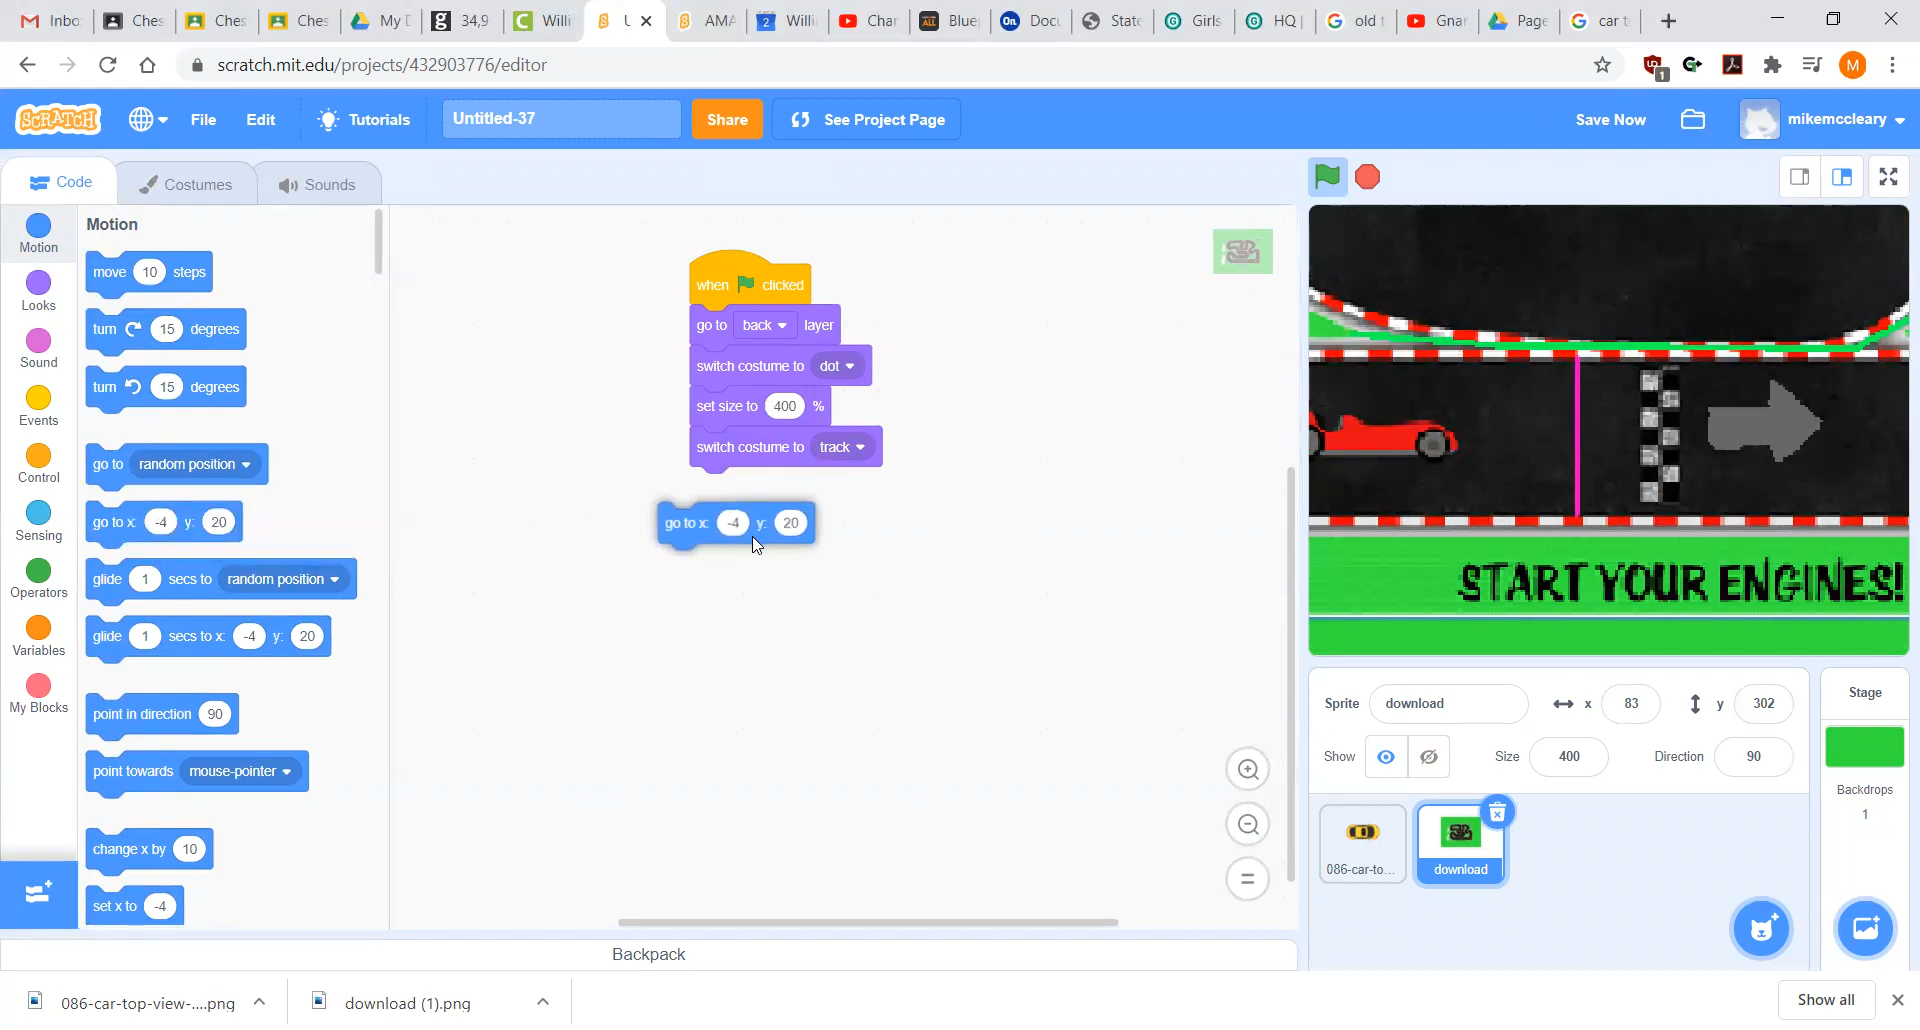 Inbo
Ches
Ches
Ches
My D
34,9
Willi
U
AMA
2
Willi
Char
ALL
Blue
On
Docu
State
Girls
HQ
old t
Gnar
Page
car t
scratch.mit.edu/projects/432903776/editor
1
M
SCRATCH
File
Edit
Tutorials
Untitled-37
Share
See Project Page
Save Now
mikemccleary
Code
Costumes
Sounds
Motion
Motion
Looks
Sound
Events
Control
Sensing
Operators
Variables
My Blocks
move 10 steps
turn 15 degrees
turn 15 degrees
go to random position
go to x: -4 y: 20
glide 1 secs to random position
glide 1 secs to x: -4 y: 20
point in direction 90
point towards mouse-pointer
change x by 10
set x to -4
when clicked
go to back layer
switch costume to dot
set size to 400 %
switch costume to track
go to x: -4 y: 20
START YOUR ENGINES!
Sprite download x 83 y 302
Show Size 400 Direction 90
086-car-to...
download
Stage
Backdrops
1
Backpack
086-car-top-view-....png
download (1).png
Show all